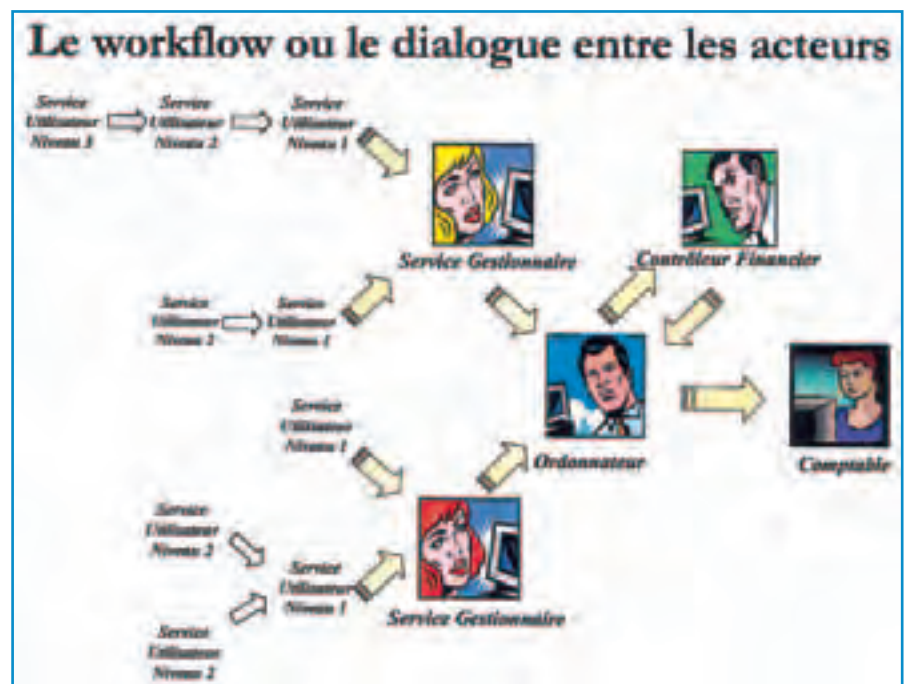 Le workflow ou le dialogue entre les acteurs
Service
Utilisateur
Niveau 3
Service
Utilisateur
Niveau 2
Service
Utilisateur
Niveau 1
Service Gestionnaire
Contrôleur Financier
Service
Utilisateur
Niveau 2
Service
Utilisateur
Niveau 1
Ordonnateur
Comptable
Service
Utilisateur
Niveau 1
Service
Utilisateur
Niveau 2
Service
Utilisateur
Niveau 1
Service Gestionnaire
Service
Utilisateur
Niveau 2